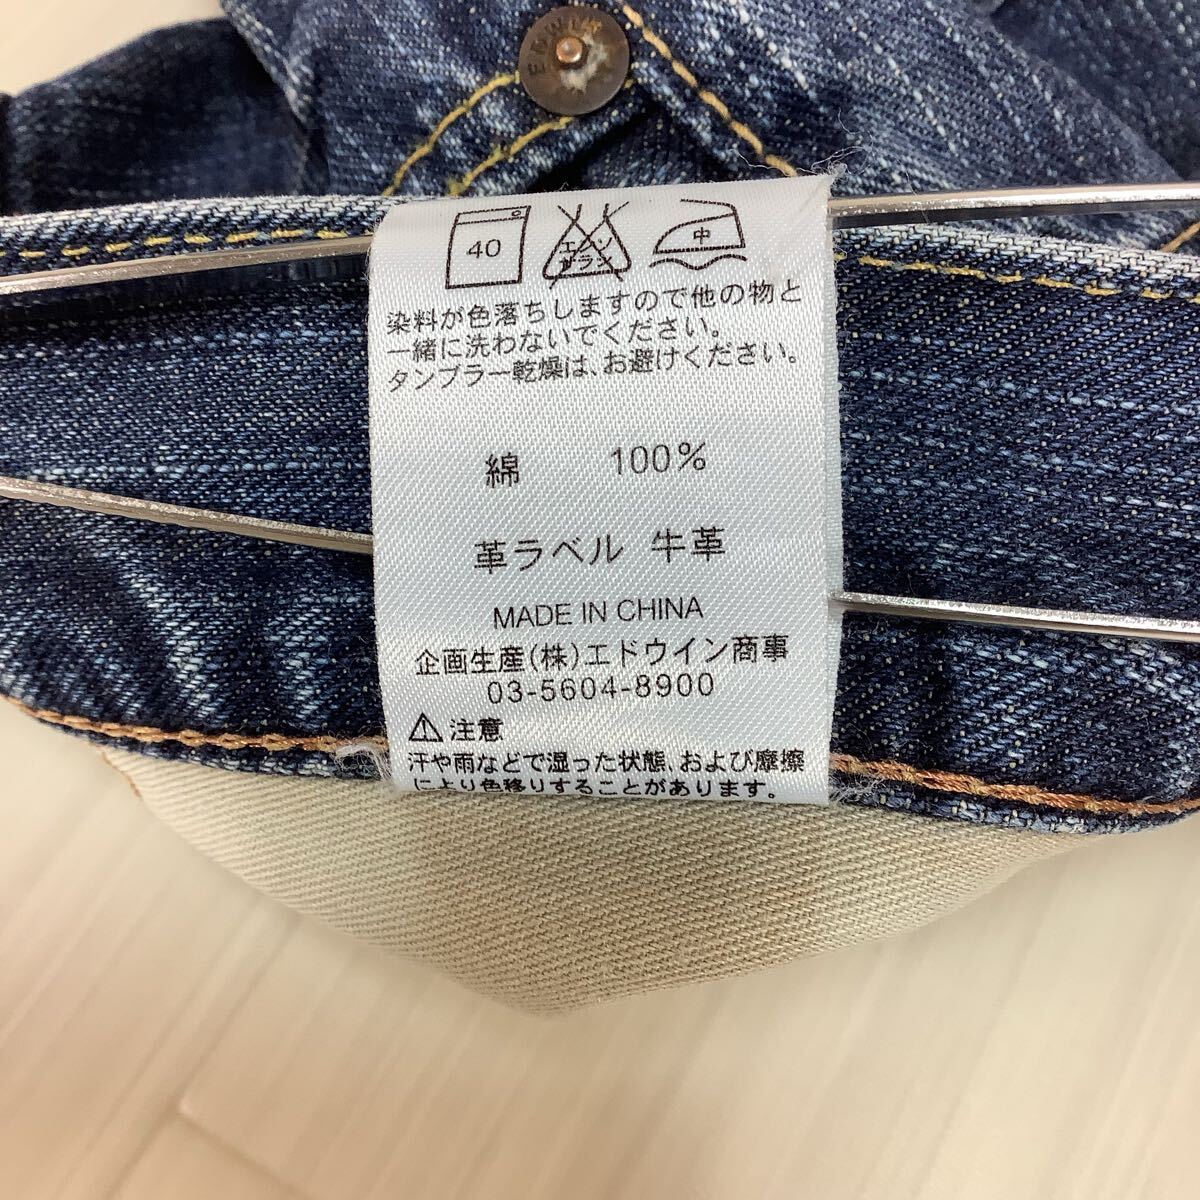 EDWIN
40
エンソ
サラシ
中
染料が色落ちしますので他の物と
一緒に洗わないでください。
タンブラー乾燥は、お避けください。
綿 100%
革ラベル 牛革
MADE IN CHINA
企画生産(株)エドウイン商事
03-5604-8900
注意
汗や雨などで湿った状態、および摩擦
により色移りすることがあります。